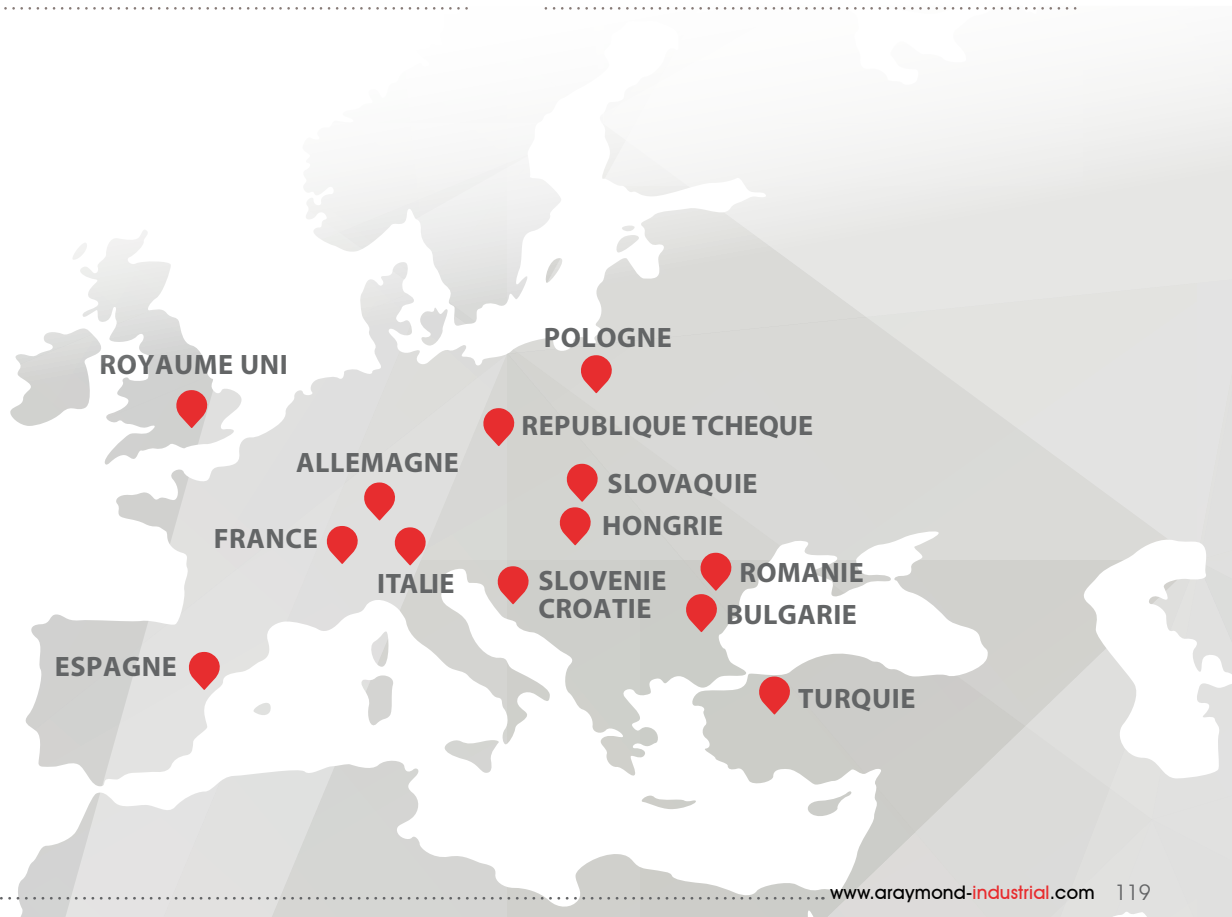 POLOGNE
ROYAUME UNI
REPUBLIQUE TCHEQUE
ALLEMAGNE
SLOVAQUIE
HONGRIE
FRANCE
ITALIE
SLOVENIE
CROATIE
ROMANIE
BULGARIE
ESPAGNE
TURQUIE
www.araymond-industrial.com 119